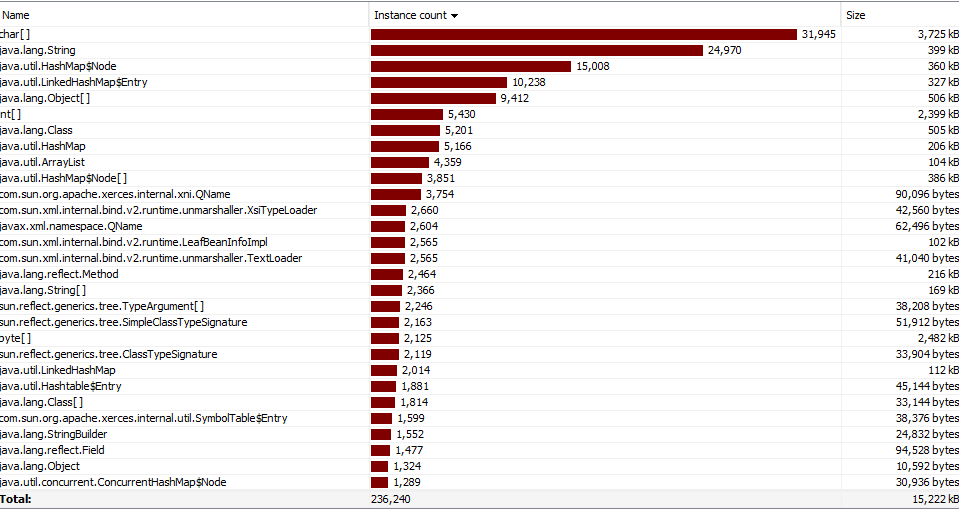 Name Instance count Size
char[] 31,945 3,725 kB
java.lang.String 24,970 399 kB
java.util.HashMap$Node 15,008 360 kB
java.util.LinkedHashMap$Entry 10,238 327 kB
java.lang.Object[] 9,412 506 kB
int[] 5,430 2,399 kB
java.lang.Class 5,201 505 kB
java.util.HashMap 5,166 206 kB
java.util.ArrayList 4,359 104 kB
java.util.HashMap$Node[] 3,851 386 kB
com.sun.org.apache.xerces.internal.xni.QName 3,754 90,096 bytes
com.sun.xml.internal.bind.v2.runtime.unmarshaller.XsiTypeLoader 2,660 42,560 bytes
javax.xml.namespace.QName 2,604 62,496 bytes
com.sun.xml.internal.bind.v2.runtime.LeafBeanInfoImpl 2,565 102 kB
com.sun.xml.internal.bind.v2.runtime.unmarshaller.TextLoader 2,565 41,040 bytes
java.lang.reflect.Method 2,464 216 kB
java.lang.String[] 2,366 169 kB
sun.reflect.generics.tree.TypeArgument[] 2,246 38,208 bytes
sun.reflect.generics.tree.SimpleClassTypeSignature 2,163 51,912 bytes
byte[] 2,125 2,482 kB
sun.reflect.generics.tree.ClassTypeSignature 2,119 33,904 bytes
java.util.LinkedHashMap 2,014 112 kB
java.util.Hashtable$Entry 1,881 45,144 bytes
java.lang.Class[] 1,814 33,144 bytes
com.sun.org.apache.xerces.internal.util.SymbolTable$Entry 1,599 38,376 bytes
java.lang.StringBuilder 1,552 24,832 bytes
java.lang.reflect.Field 1,477 94,528 bytes
java.lang.Object 1,324 10,592 bytes
java.util.concurrent.ConcurrentHashMap$Node 1,289 30,936 bytes
Total: 236,240 15,222 kB